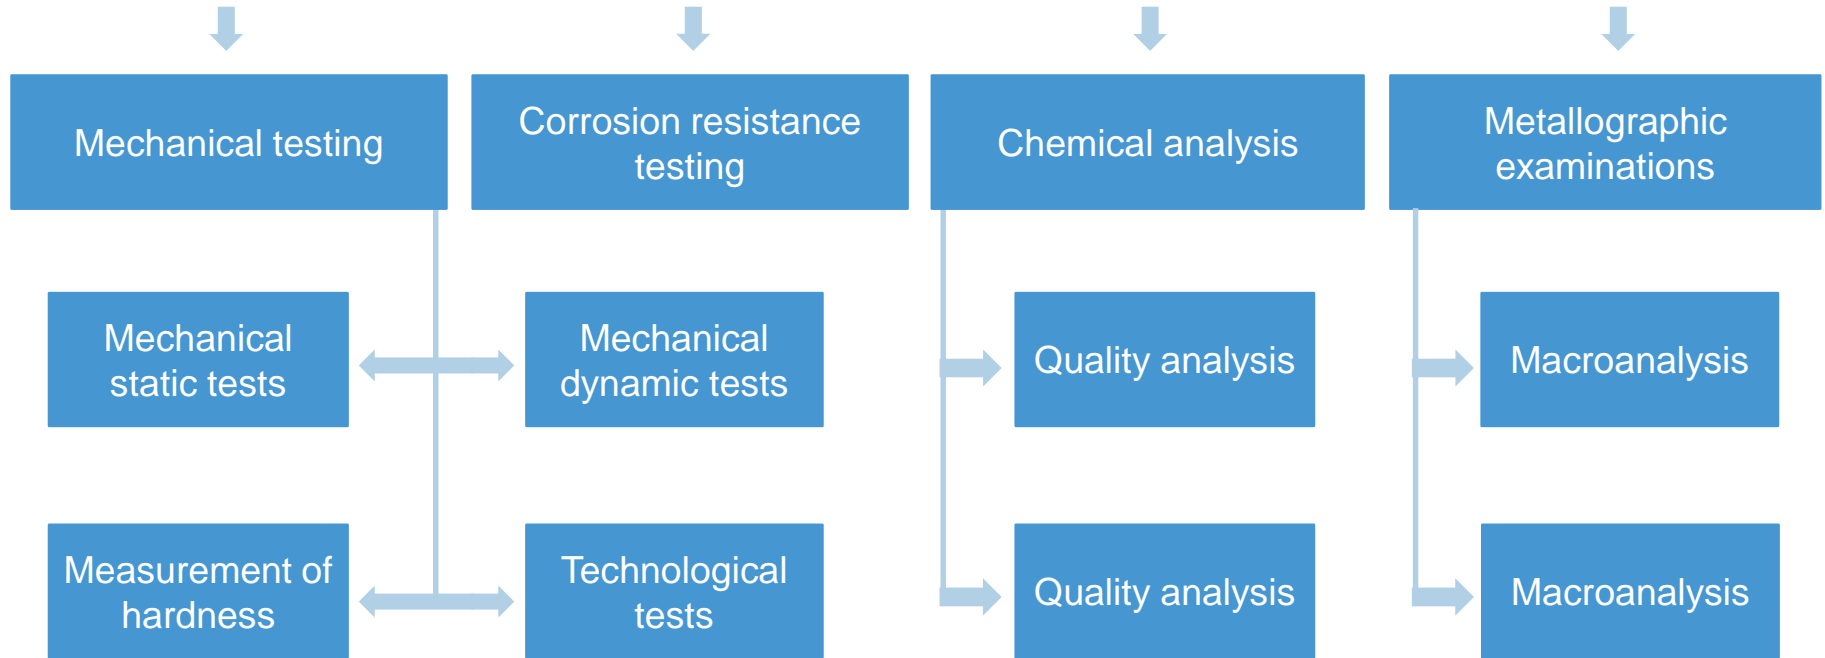 Mechanical testing
Corrosion resistance
testing
Chemical analysis
Metallographic
examinations
Mechanical
static tests
Mechanical
dynamic tests
Quality analysis
Macroanalysis
Measurement of
hardness
Technological
tests
Quality analysis
Macroanalysis